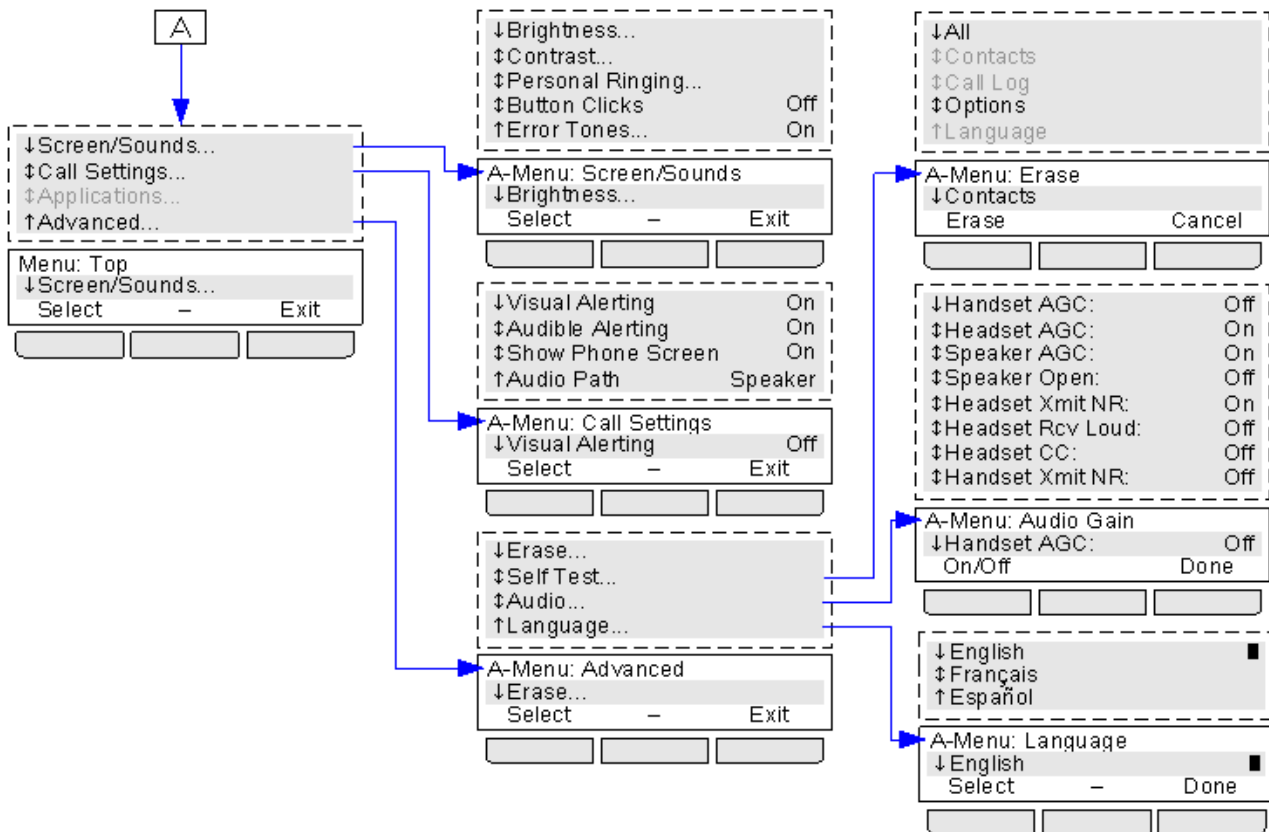 A
↓Screen/Sounds...
↕Call Settings...
↕Applications...
↑Advanced...
Menu: Top
↓Screen/Sounds...
Select – Exit
↓Brightness...
↕Contrast...
↕Personal Ringing...
↕Button Clicks Off
↑Error Tones... On
A-Menu: Screen/Sounds
↓Brightness...
Select – Exit
↓Visual Alerting On
↕Audible Alerting On
↕Show Phone Screen On
↑Audio Path Speaker
A-Menu: Call Settings
↓Visual Alerting Off
Select – Exit
↓Erase...
↕Self Test...
↕Audio...
↑Language...
A-Menu: Advanced
↓Erase...
Select – Exit
↓All
↕Contacts
↕Call Log
↕Options
↑Language
A-Menu: Erase
↓Contacts
Erase Cancel
↓Handset AGC: Off
↕Headset AGC: On
↕Speaker AGC: On
↕Speaker Open: Off
↕Headset Xmit NR: On
↕Headset Rcv Loud: Off
↕Headset CC: Off
↕Handset Xmit NR: Off
A-Menu: Audio Gain
↓Handset AGC: Off
On/Off Done
↓English
↕Français
↑Español
A-Menu: Language
↓English
Select – Done